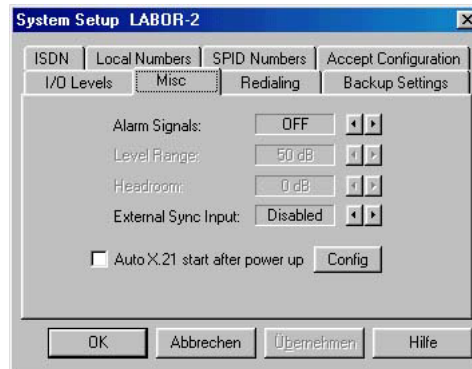 System Setup LABOR-2
ISDN Local Numbers SPID Numbers Accept Configuration
I/O Levels Misc Redialing Backup Settings
Alarm Signals: OFF
Level Range: 50 dB
Headroom: 0 dB
External Sync Input: Disabled
Auto X.21 start after power up Config
OK Abbrechen Übernehmen Hilfe